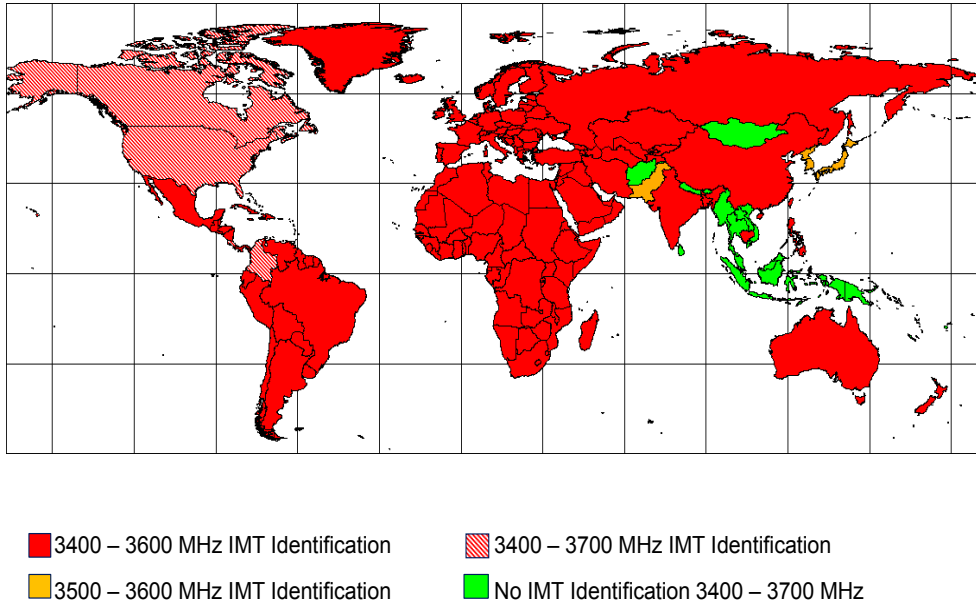 3400 – 3600 MHz IMT Identification
3400 – 3700 MHz IMT Identification
3500 – 3600 MHz IMT Identification
No IMT Identification 3400 – 3700 MHz